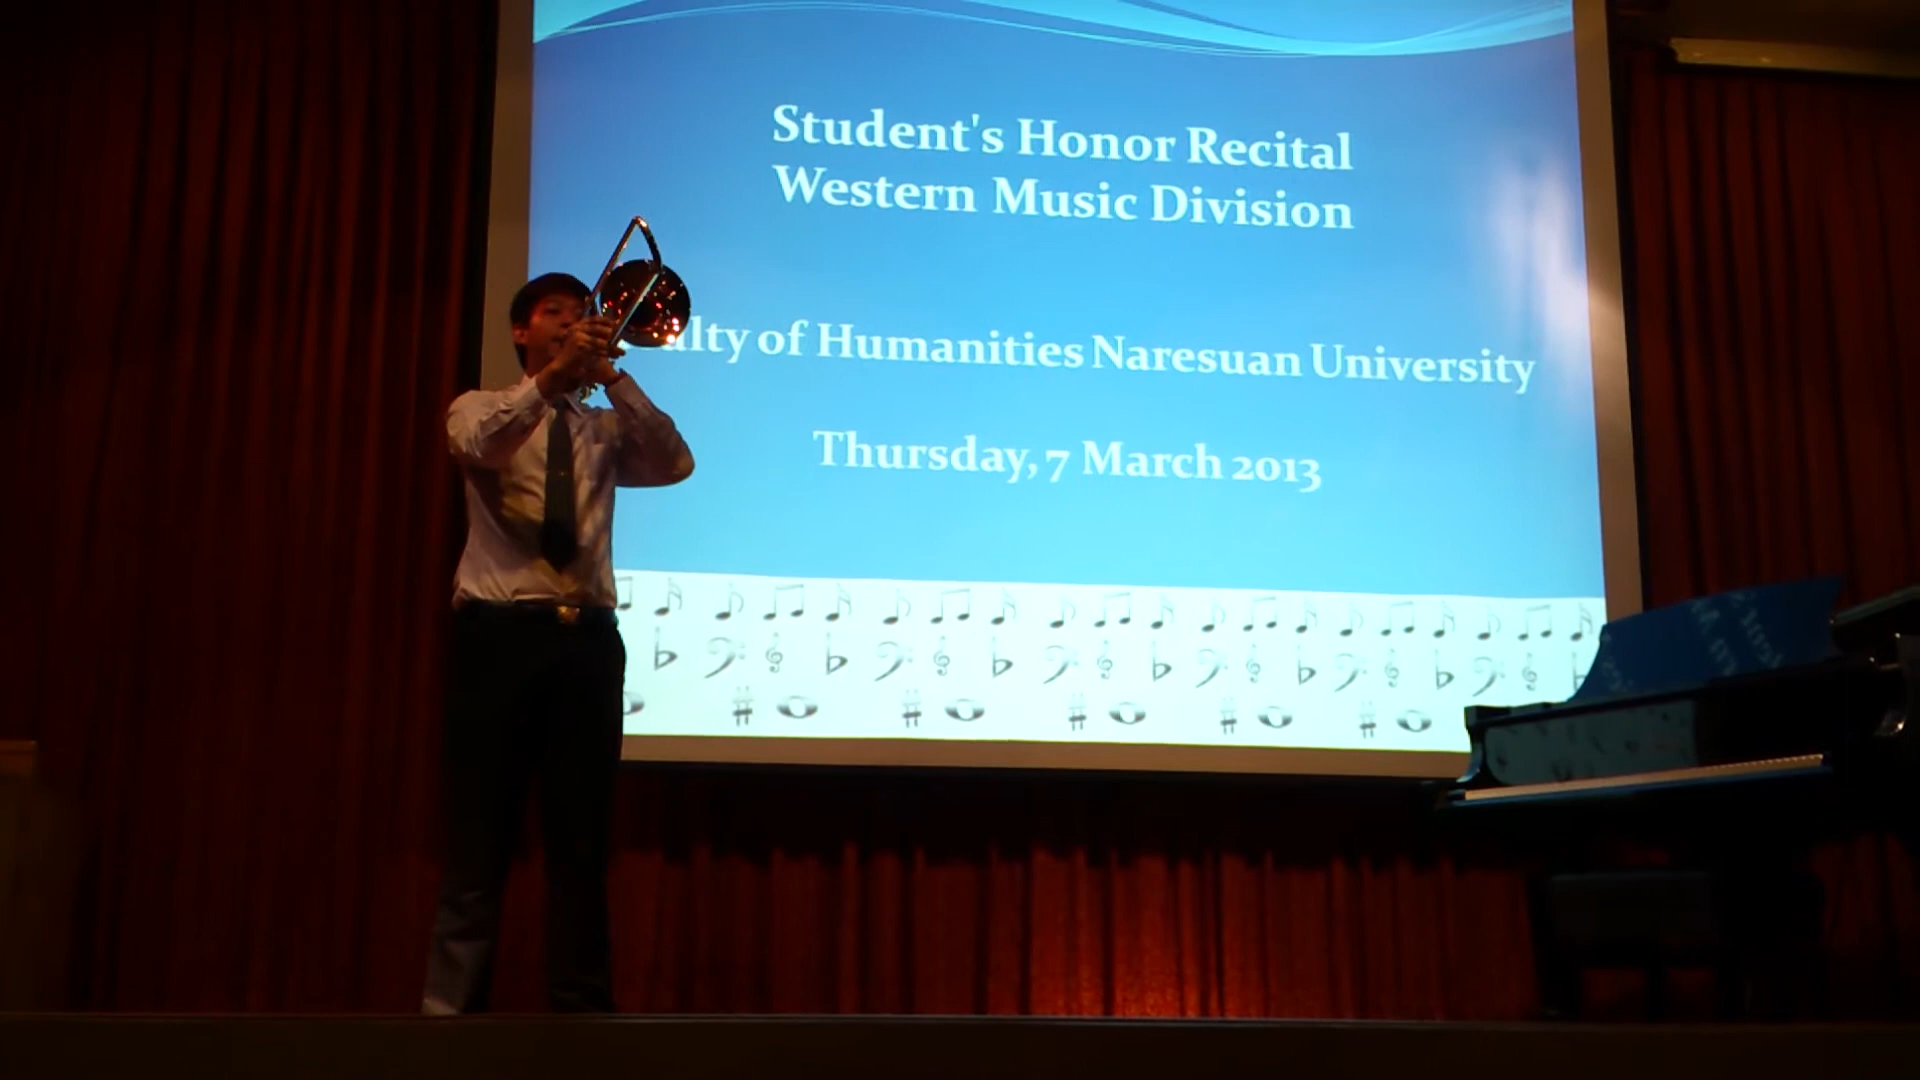 Student's Honor Recital
Western Music Division
ulty of Humanities Naresuan University
Thursday, 7 March 2013